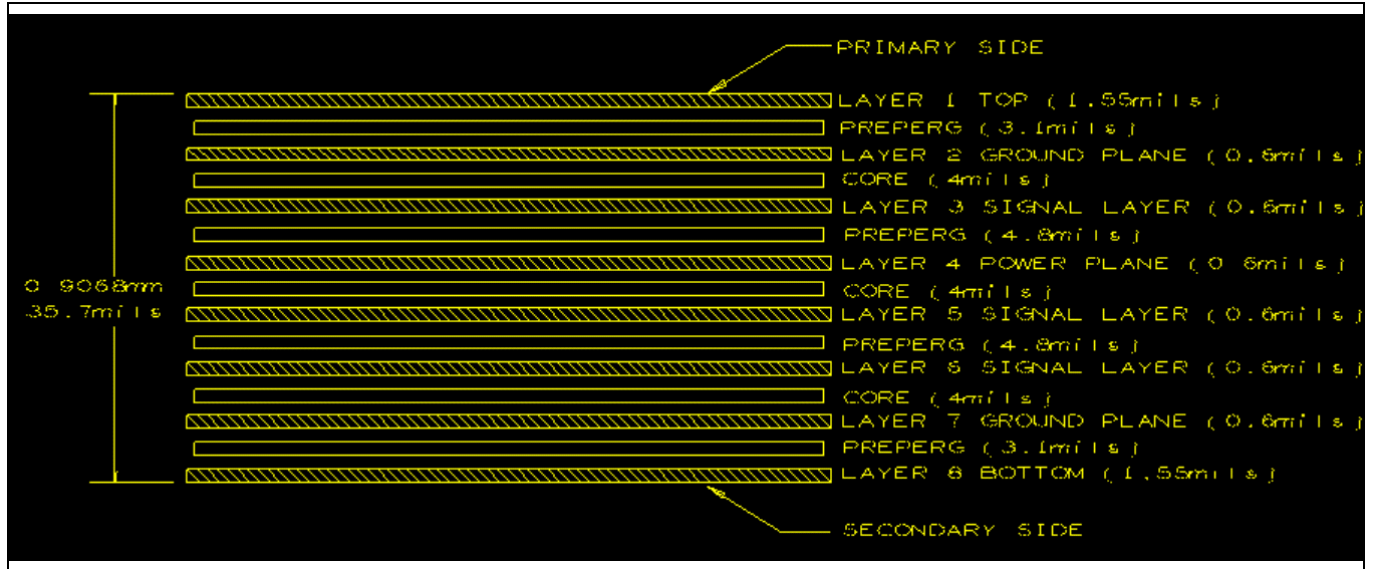 PRIMARY SIDE
LAYER 1 TOP (1.55mils)
PREPERG (3.1mils)
LAYER 2 GROUND PLANE (0.6mils)
CORE (4mils)
LAYER 3 SIGNAL LAYER (0.6mils)
PREPERG (4.8mils)
LAYER 4 POWER PLANE (0.6mils)
0.9068mm
CORE (4mils)
35.7mils
LAYER 5 SIGNAL LAYER (0.6mils)
PREPERG (4.8mils)
LAYER 6 SIGNAL LAYER (0.6mils)
CORE (4mils)
LAYER 7 GROUND PLANE (0.6mils)
PREPERG (3.1mils)
LAYER 8 BOTTOM (1.55mils)
SECONDARY SIDE